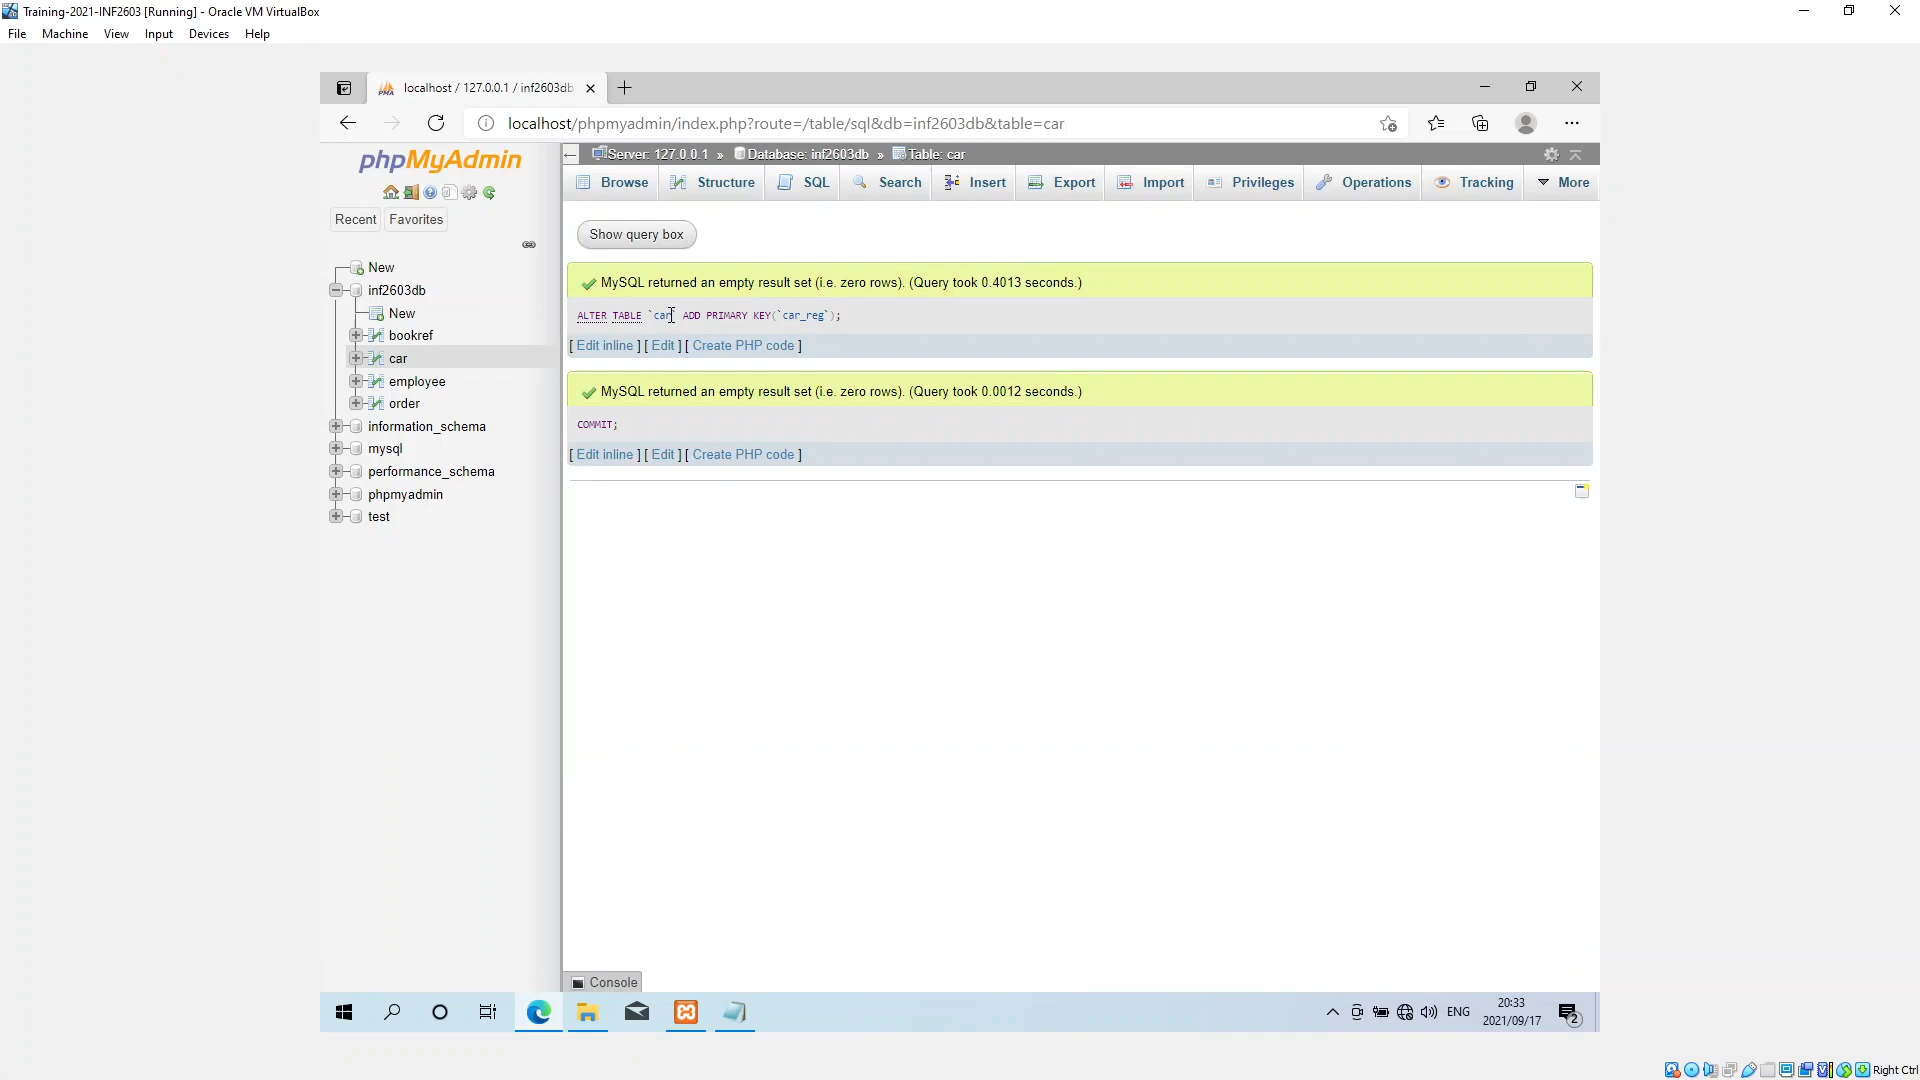 Training-2021-INF2603 [Running] - Oracle VM VirtualBox
File Machine View Input Devices Help
localhost / 127.0.0.1 / inf2603db
localhost/phpmyadmin/index.php?route=/table/sql&db=inf2603db&table=car
phpMyAdmin
Server: 127.0.0.1 » Database: inf2603db » Table: car
Browse Structure SQL Search Insert Export Import Privileges Operations Tracking More
Recent Favorites
Show query box
New
inf2603db
New
bookref
car
employee
order
information_schema
mysql
performance_schema
phpmyadmin
test
MySQL returned an empty result set (i.e. zero rows). (Query took 0.4013 seconds.)
ALTER TABLE `car` ADD PRIMARY KEY(`car_reg`);
[ Edit inline ] [ Edit ] [ Create PHP code ]
MySQL returned an empty result set (i.e. zero rows). (Query took 0.0012 seconds.)
COMMIT;
[ Edit inline ] [ Edit ] [ Create PHP code ]
Console
ENG
20:33
2021/09/17
2
Right Ctrl